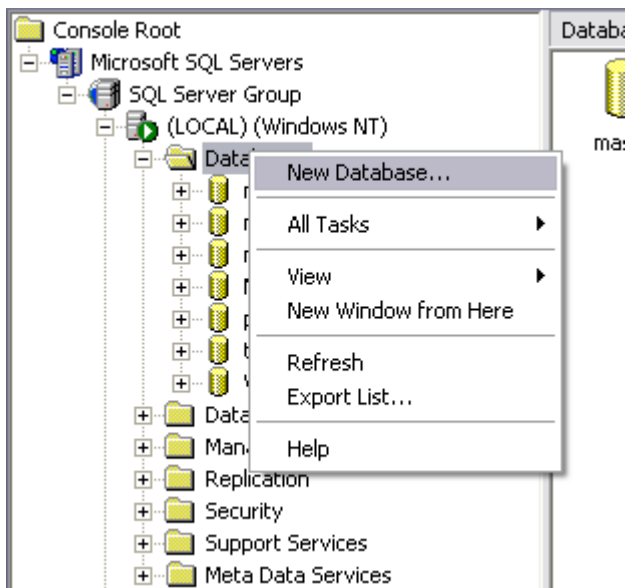 Console Root
Microsoft SQL Servers
SQL Server Group
(LOCAL) (Windows NT)
New Database...
All Tasks
View
New Window from Here
Refresh
Export List...
Help
Replication
Security
Support Services
Meta Data Services